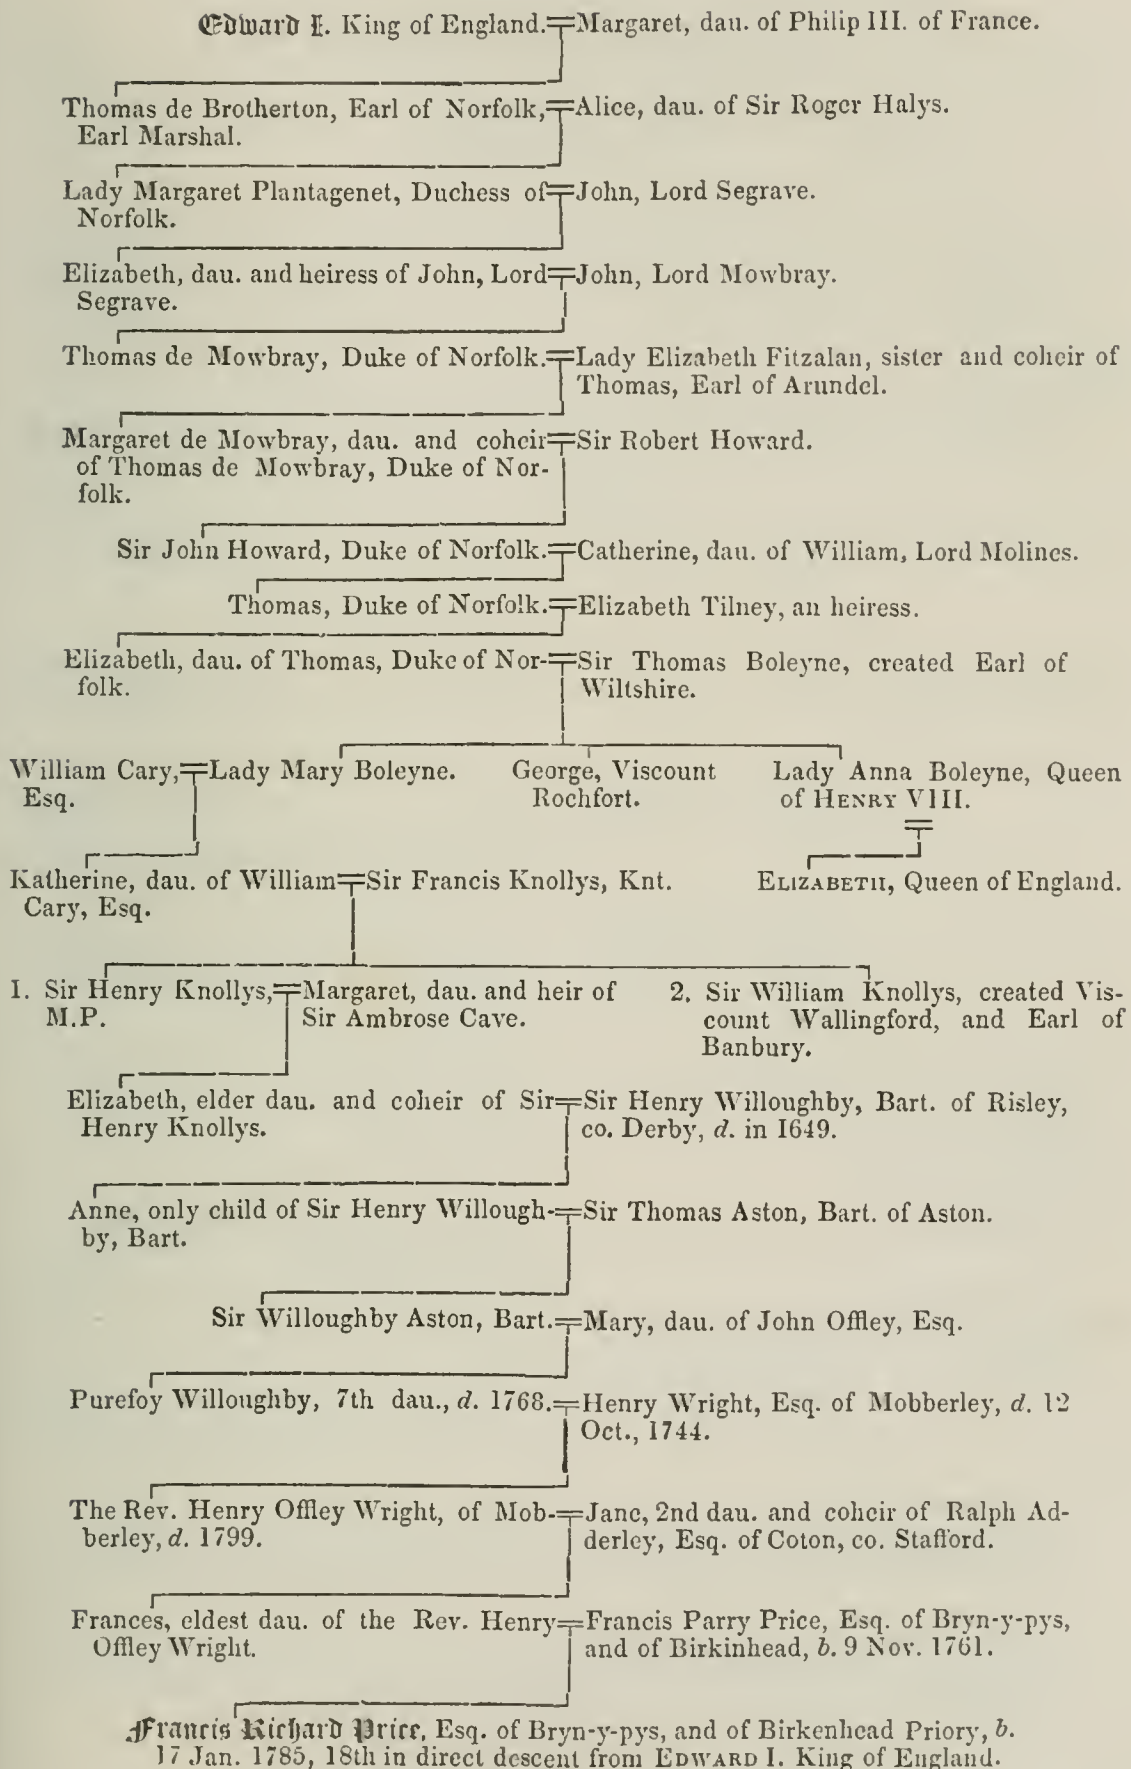 Edward I. King of England. Margaret, dau. of Philip III. of France.
Thomas de Brotherton, Earl of Norfolk, Alice, dau. of Sir Roger Halys.
Earl Marshal.
Lady Margaret Plantagenet, Duchess of John, Lord Segrave.
Norfolk.
Elizabeth, dau. and heiress of John, Lord John, Lord Mowbray.
Segrave.
Thomas de Mowbray, Duke of Norfolk. Lady Elizabeth Fitzalan, sister and coheir of
Thomas, Earl of Arundel.
Margaret de Mowbray, dau. and coheir Sir Robert Howard.
of Thomas de Mowbray, Duke of Nor-
folk.
Sir John Howard, Duke of Norfolk. Catherine, dau. of William, Lord Molines.
Thomas, Duke of Norfolk. Elizabeth Tilney, an heiress.
Elizabeth, dau. of Thomas, Duke of Nor-
folk.
Sir Thomas Boleyne, created Earl of
Wiltshire.
William Cary,
Esq.
Lady Mary Boleyne.
George, Viscount
Rochfort.
Lady Anna Boleyne, Queen
of HENRY VIII.
Katherine, dau. of William
Cary, Esq.
Sir Francis Knollys, Knt.
ELIZABETH, Queen of England.
1. Sir Henry Knollys,
M.P.
Margaret, dau. and heir of
Sir Ambrose Cave.
2. Sir William Knollys, created Vis-
count Wallingford, and Earl of
Banbury.
Elizabeth, elder dau. and coheir of Sir
Henry Knollys.
Sir Henry Willoughby, Bart. of Risley,
co. Derby, d. in 1649.
Anne, only child of Sir Henry Willough-
by, Bart.
Sir Thomas Aston, Bart. of Aston.
Sir Willoughby Aston, Bart. Mary, dau. of John Offley, Esq.
Purefoy Willoughby, 7th dau., d. 1768. Henry Wright, Esq. of Mobberley, d. 12
Oct., 1744.
The Rev. Henry Offley Wright, of Mob-
berley, d. 1799.
Jane, 2nd dau. and coheir of Ralph Ad-
derley, Esq. of Coton, co. Stafford.
Frances, eldest dau. of the Rev. Henry
Offley Wright.
Francis Parry Price, Esq. of Bryn-y-pys,
and of Birkinhead, b. 9 Nov. 1761.
Francis Richard Price, Esq. of Bryn-y-pys, and of Birkenhead Priory, b.
17 Jan. 1785, 18th in direct descent from EDWARD I. King of England.